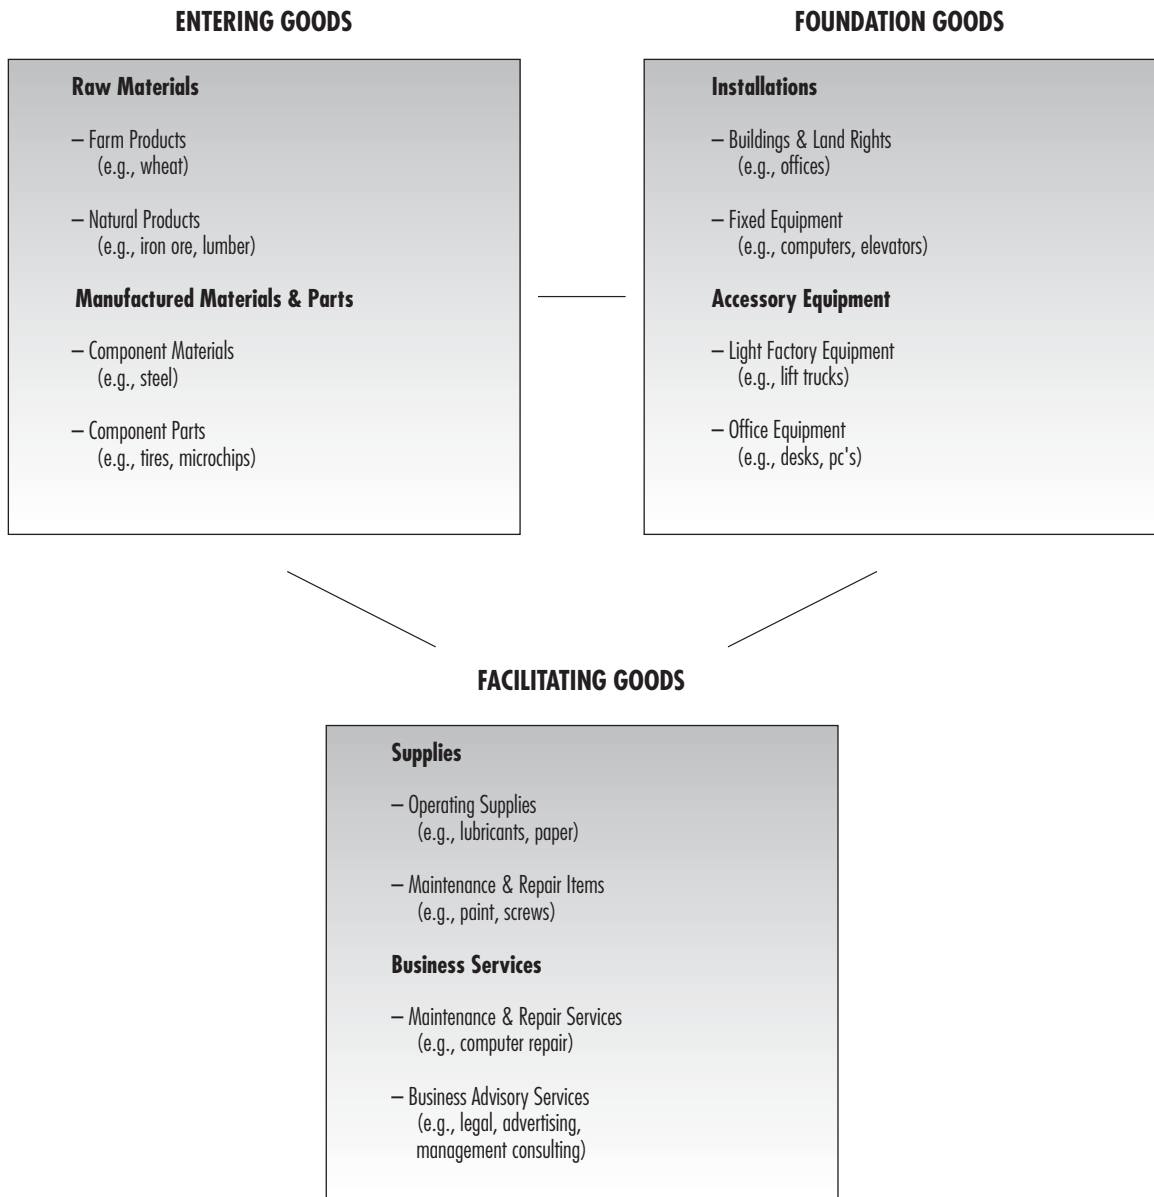 ENTERING GOODS
Raw Materials
– Farm Products
(e.g., wheat)
– Natural Products
(e.g., iron ore, lumber)
Manufactured Materials & Parts
– Component Materials
(e.g., steel)
– Component Parts
(e.g., tires, microchips)
FOUNDATION GOODS
Installations
– Buildings & Land Rights
(e.g., offices)
– Fixed Equipment
(e.g., computers, elevators)
Accessory Equipment
– Light Factory Equipment
(e.g., lift trucks)
– Office Equipment
(e.g., desks, pc's)
FACILITATING GOODS
Supplies
– Operating Supplies
(e.g., lubricants, paper)
– Maintenance & Repair Items
(e.g., paint, screws)
Business Services
– Maintenance & Repair Services
(e.g., computer repair)
– Business Advisory Services
(e.g., legal, advertising,
management consulting)